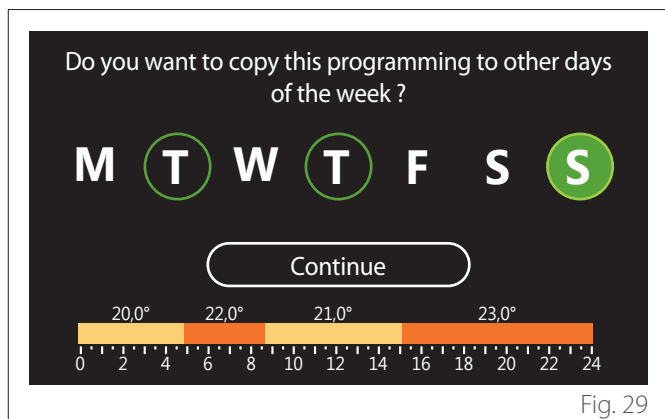 Do you want to copy this programming to other days
of the week ?
M T W T F S S
Continue
20,0° 22,0° 21,0° 23,0°
0 2 4 6 8 10 12 14 16 18 20 22 24
Fig. 29